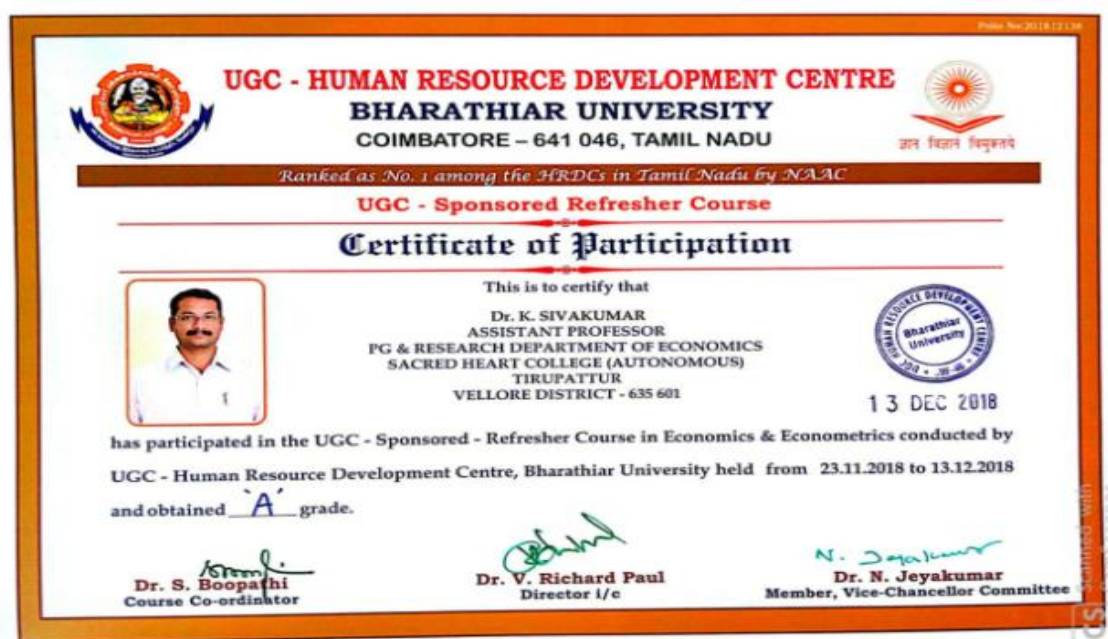 UGC - HUMAN RESOURCE DEVELOPMENT CENTRE
BHARATHIAR UNIVERSITY
COIMBATORE – 641 046, TAMIL NADU
ज्ञान विज्ञान विमुक्तये
Ranked as No. 1 among the HRDCs in Tamil Nadu by NAAC
UGC - Sponsored Refresher Course
Certificate of Participation
This is to certify that
Dr. K. SIVAKUMAR
ASSISTANT PROFESSOR
PG & RESEARCH DEPARTMENT OF ECONOMICS
SACRED HEART COLLEGE (AUTONOMOUS)
TIRUPATTUR
VELLORE DISTRICT - 635 601
UGC HUMAN RESOURCE DEVELOPMENT CENTRE
Bharathiar
University
13 DEC 2018
has participated in the UGC - Sponsored - Refresher Course in Economics & Econometrics conducted by
UGC - Human Resource Development Centre, Bharathiar University held from 23.11.2018 to 13.12.2018
and obtained 'A' grade.
N. Jeyakumar
Dr. S. Boopathi
Course Co-ordinator
Dr. V. Richard Paul
Director i/c
Dr. N. Jeyakumar
Member, Vice-Chancellor Committee
CS Scanned with